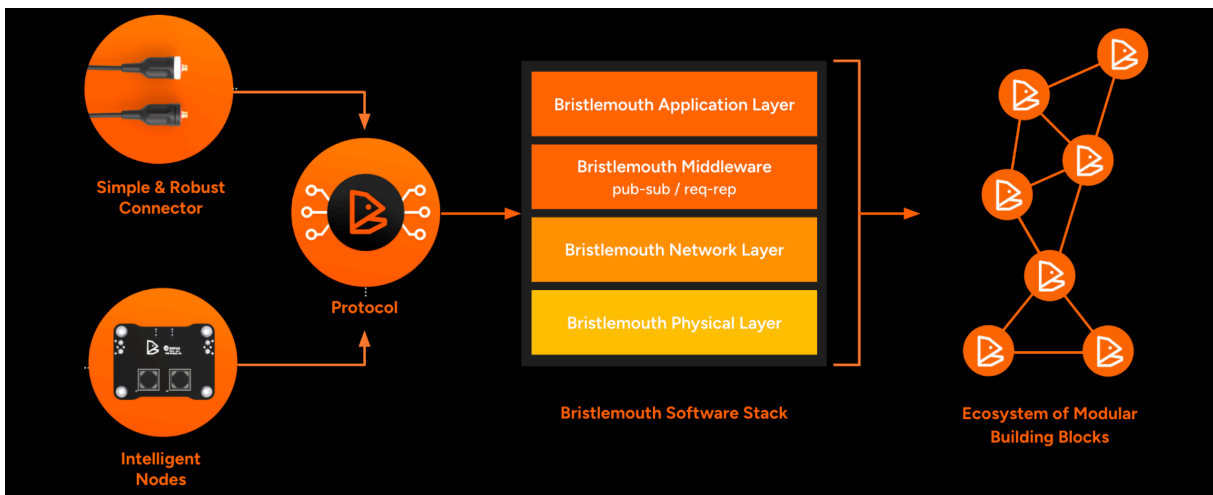 Simple & Robust
Connector
Intelligent
Nodes
Protocol
Bristlemouth Application Layer
Bristlemouth Middleware
pub-sub / req-rep
Bristlemouth Network Layer
Bristlemouth Physical Layer
Bristlemouth Software Stack
Ecosystem of Modular
Building Blocks